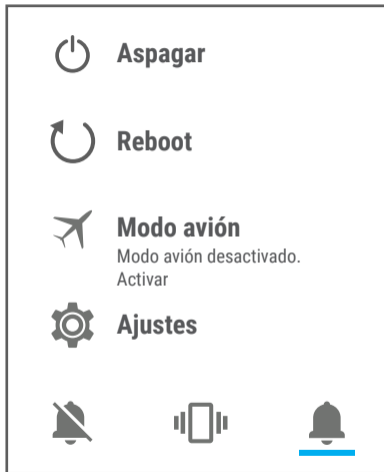 Aspagar
Reboot
Modo avión
Modo avión desactivado.
Activar
Ajustes